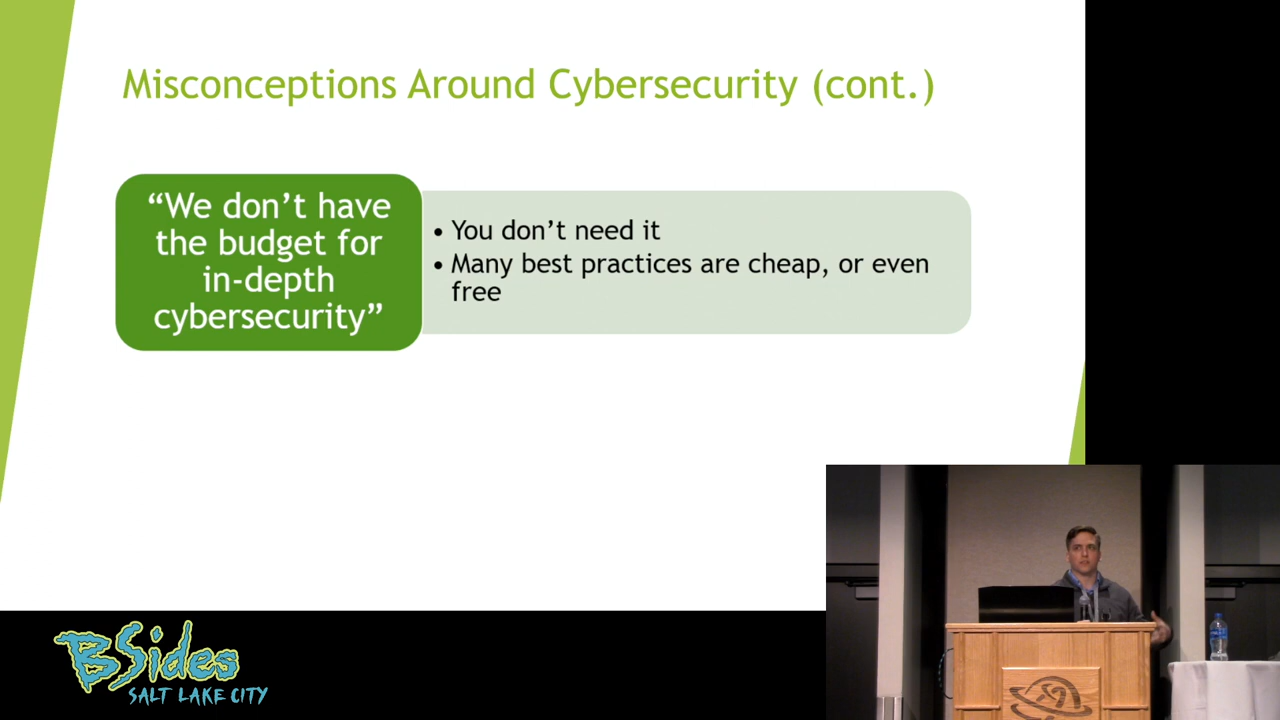 Misconceptions Around Cybersecurity (cont.)
“We don’t have
the budget for
in-depth
cybersecurity”
• You don’t need it
• Many best practices are cheap, or even
free
BSides
SALT LAKE CITY